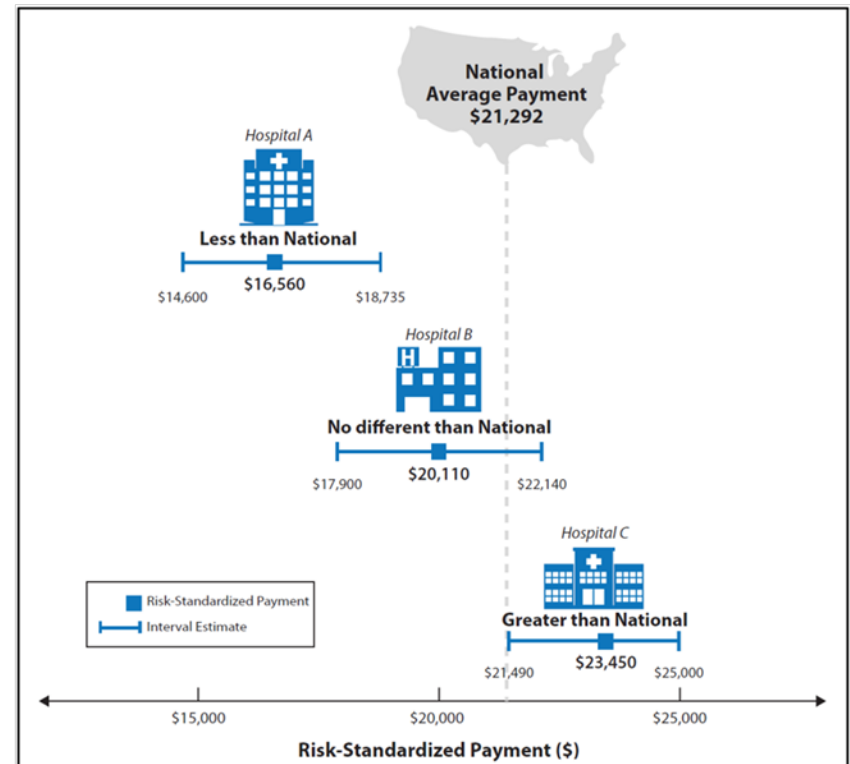 National
Average Payment
$21,292
Hospital A
Less than National
$16,560
$14,600
$18,735
Hospital B
H
No different than National
$20,110
$17,900
$22,140
Hospital C
Greater than National
$23,450
$21,490
$25,000
Risk-Standardized Payment
Interval Estimate
$15,000
$20,000
$25,000
Risk-Standardized Payment ($)